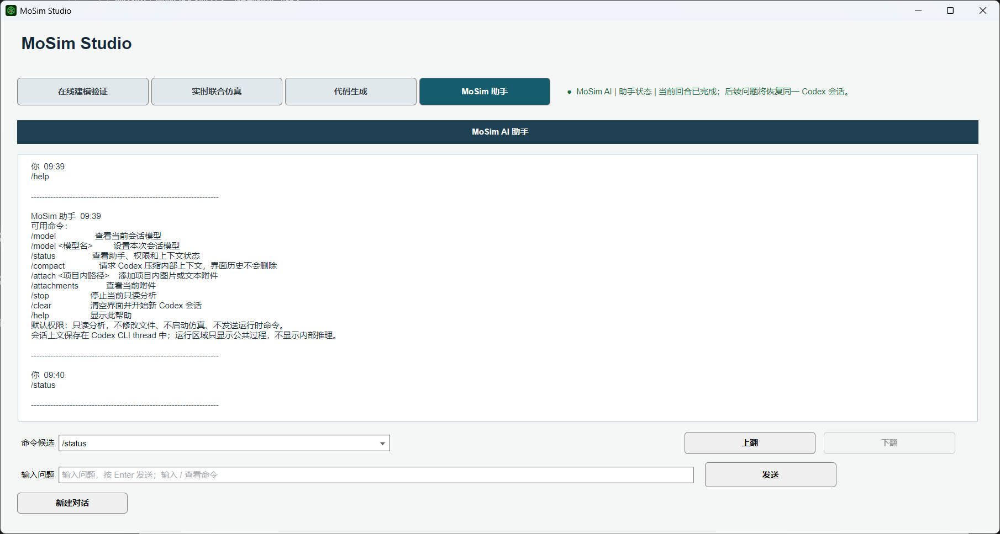 MoSim Studio
MoSim Studio
在线建模验证
实时联合仿真
代码生成
MoSim 助手
● MoSim AI | 助手状态 | 当前回合已完成；后续问题将恢复同一 Codex 会话。
MoSim AI 助手
你 09:39
/help
--------------------------------------------------------------------
MoSim 助手 09:39
可用命令：
/model 查看当前会话模型
/model <模型名> 设置本次会话模型
/status 查看助手、权限和上下文状态
/compact 请求 Codex 压缩内部上下文，界面历史不会删除
/attach <项目内路径> 添加项目内图片或文本附件
/attachments 查看当前附件
/stop 停止当前只读分析
/clear 清空界面并开始新 Codex 会话
/help 显示此帮助
默认权限：只读分析，不修改文件、不启动仿真、不发送运行时命令。
会话上文保存在 Codex CLI thread 中；运行区域只显示公共过程，不显示内部推理。
--------------------------------------------------------------------
你 09:40
/status
--------------------------------------------------------------------
命令候选 /status
上翻
下翻
输入问题 输入问题，按 Enter 发送；输入 / 查看命令
发送
新建对话